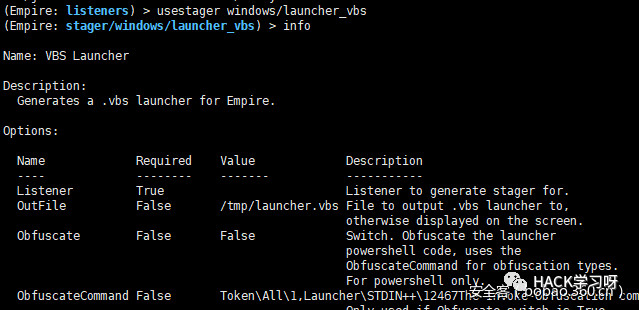 (Empire: listeners) > usestager windows/launcher_vbs
(Empire: stager/windows/launcher_vbs) > info
Name: VBS Launcher
Description:
Generates a .vbs launcher for Empire.
Options:
Name Required Value Description
---- -------- ------- -----------
Listener True Listener to generate stager for.
OutFile False /tmp/launcher.vbs File to output .vbs launcher to,
otherwise displayed on the screen.
Obfuscate False False Switch. Obfuscate the launcher
powershell code, uses the
ObfuscateCommand for obfuscation types.
For powershell only.
HACK学习呀
ObfuscateCommand False Token\All\1,Launcher\STDIN++\12467The Invoke-Obfuscation com
安全客 ( bobao.360.cn )
Only used if Obfuscate switch is True.